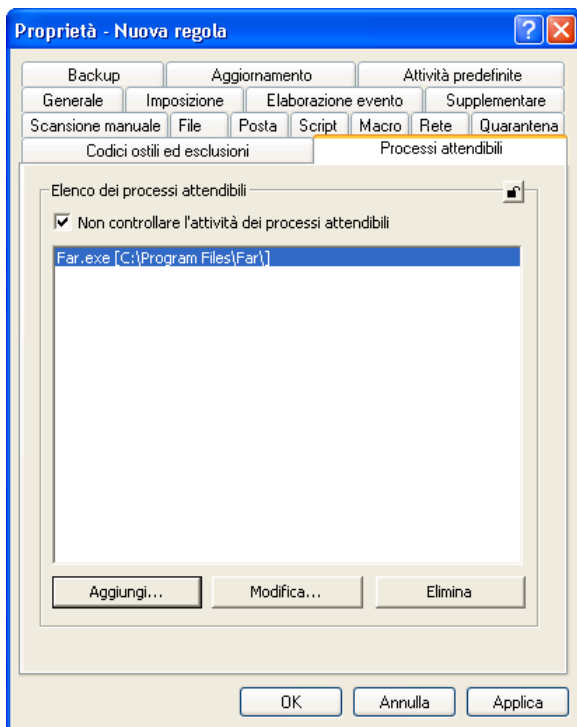 Proprietà - Nuova regola
Backup Aggiornamento Attività predefinite
Generale Imposizione Elaborazione evento Supplementare
Scansione manuale File Posta Script Macro Rete Quarantena
Codici ostili ed esclusioni Processi attendibili
Elenco dei processi attendibili
Non controllare l'attività dei processi attendibili
Far.exe [C:\Program Files\Far\]
Aggiungi... Modifica... Elimina
OK Annulla Applica